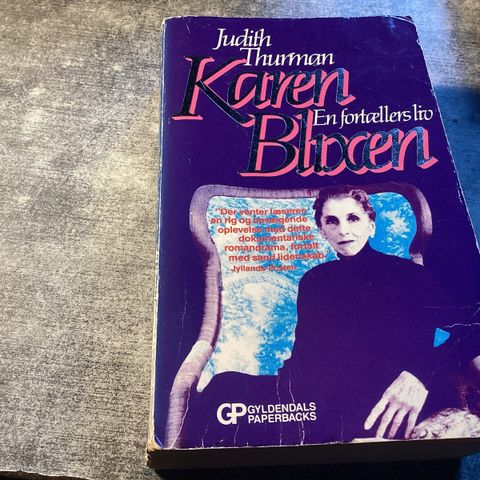 Judith
Thurman
Karen
En fortællers liv
Blixen
"Der venter læseren
en rig og bevægende
oplevelse med dette
dokumentariske
romandrama, fortalt
med sand lidenskab."
Jyllands-Posten
GP GYLDENDALS
PAPERBACKS